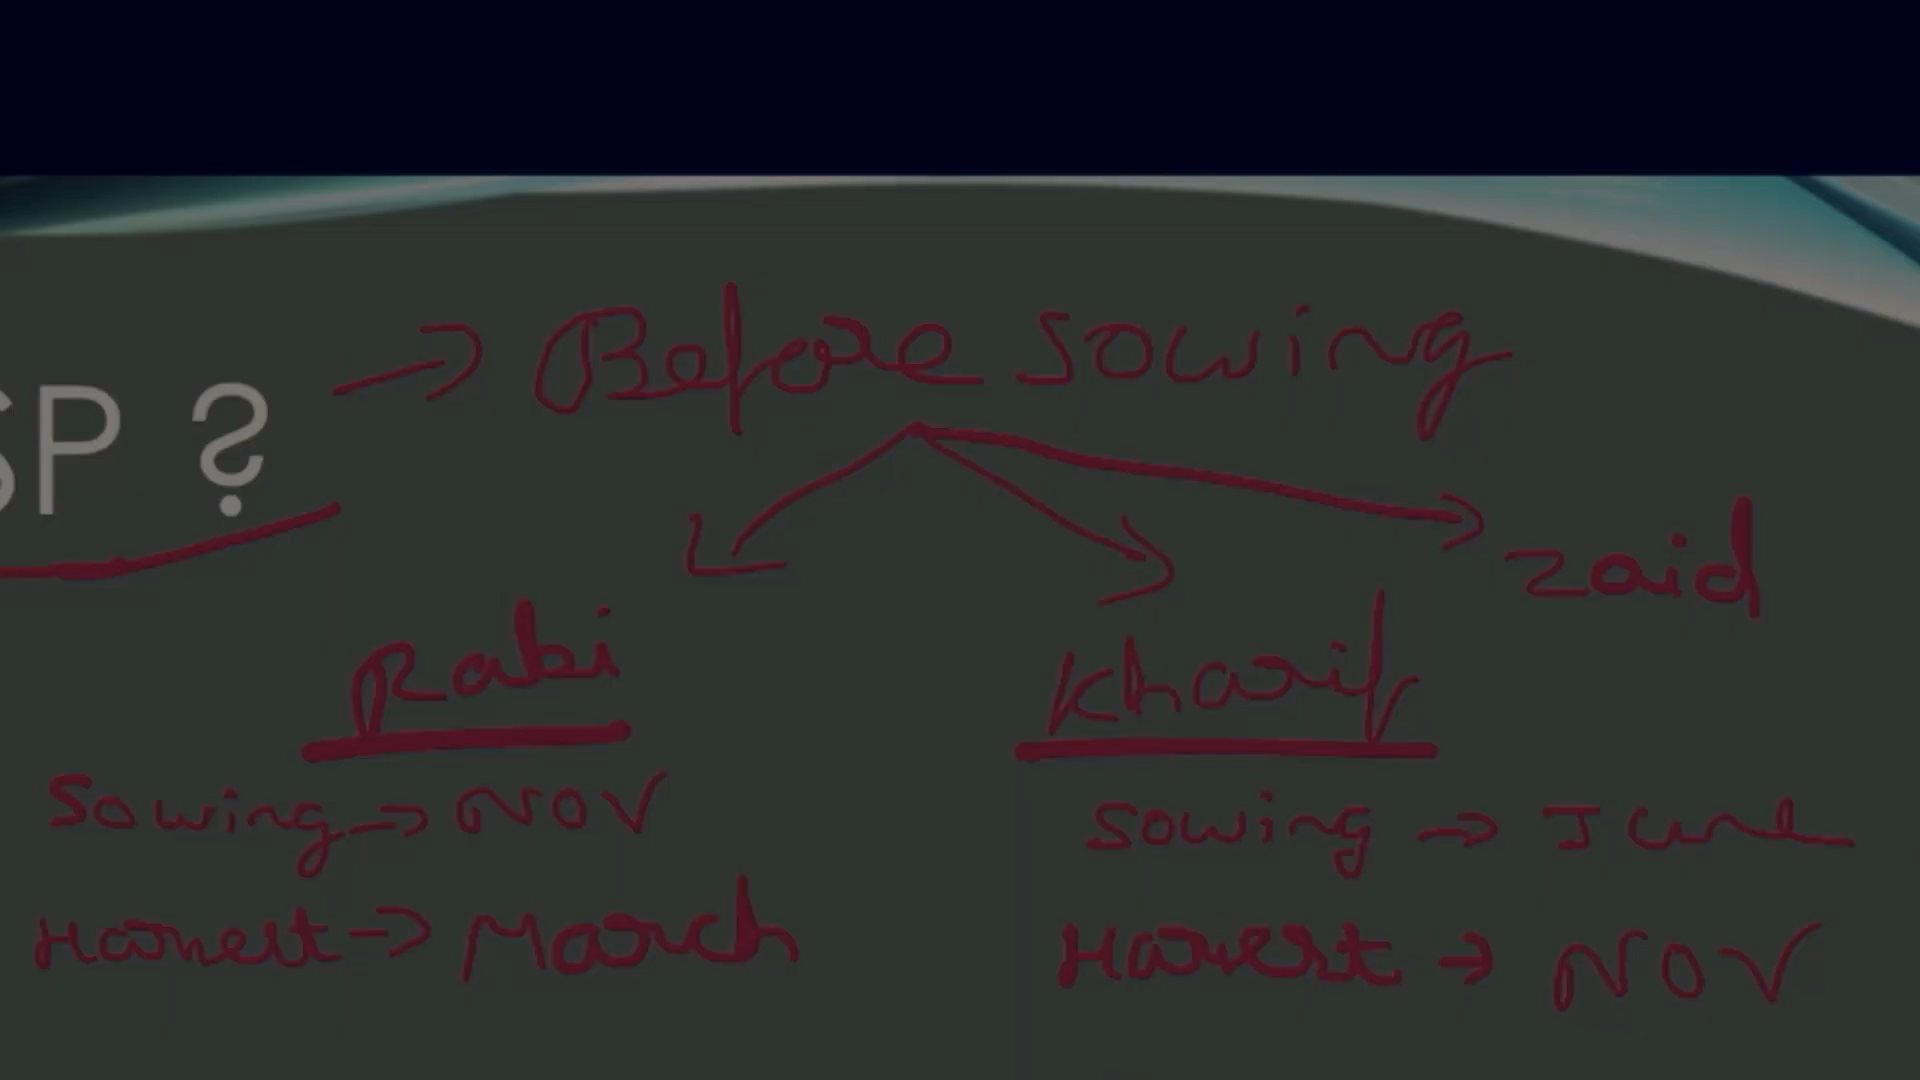 SP ? → Before sowing
zaid
Rabi
Kharif
Sowing → NOV
Sowing → June
Harvest → March
Harvest → NOV